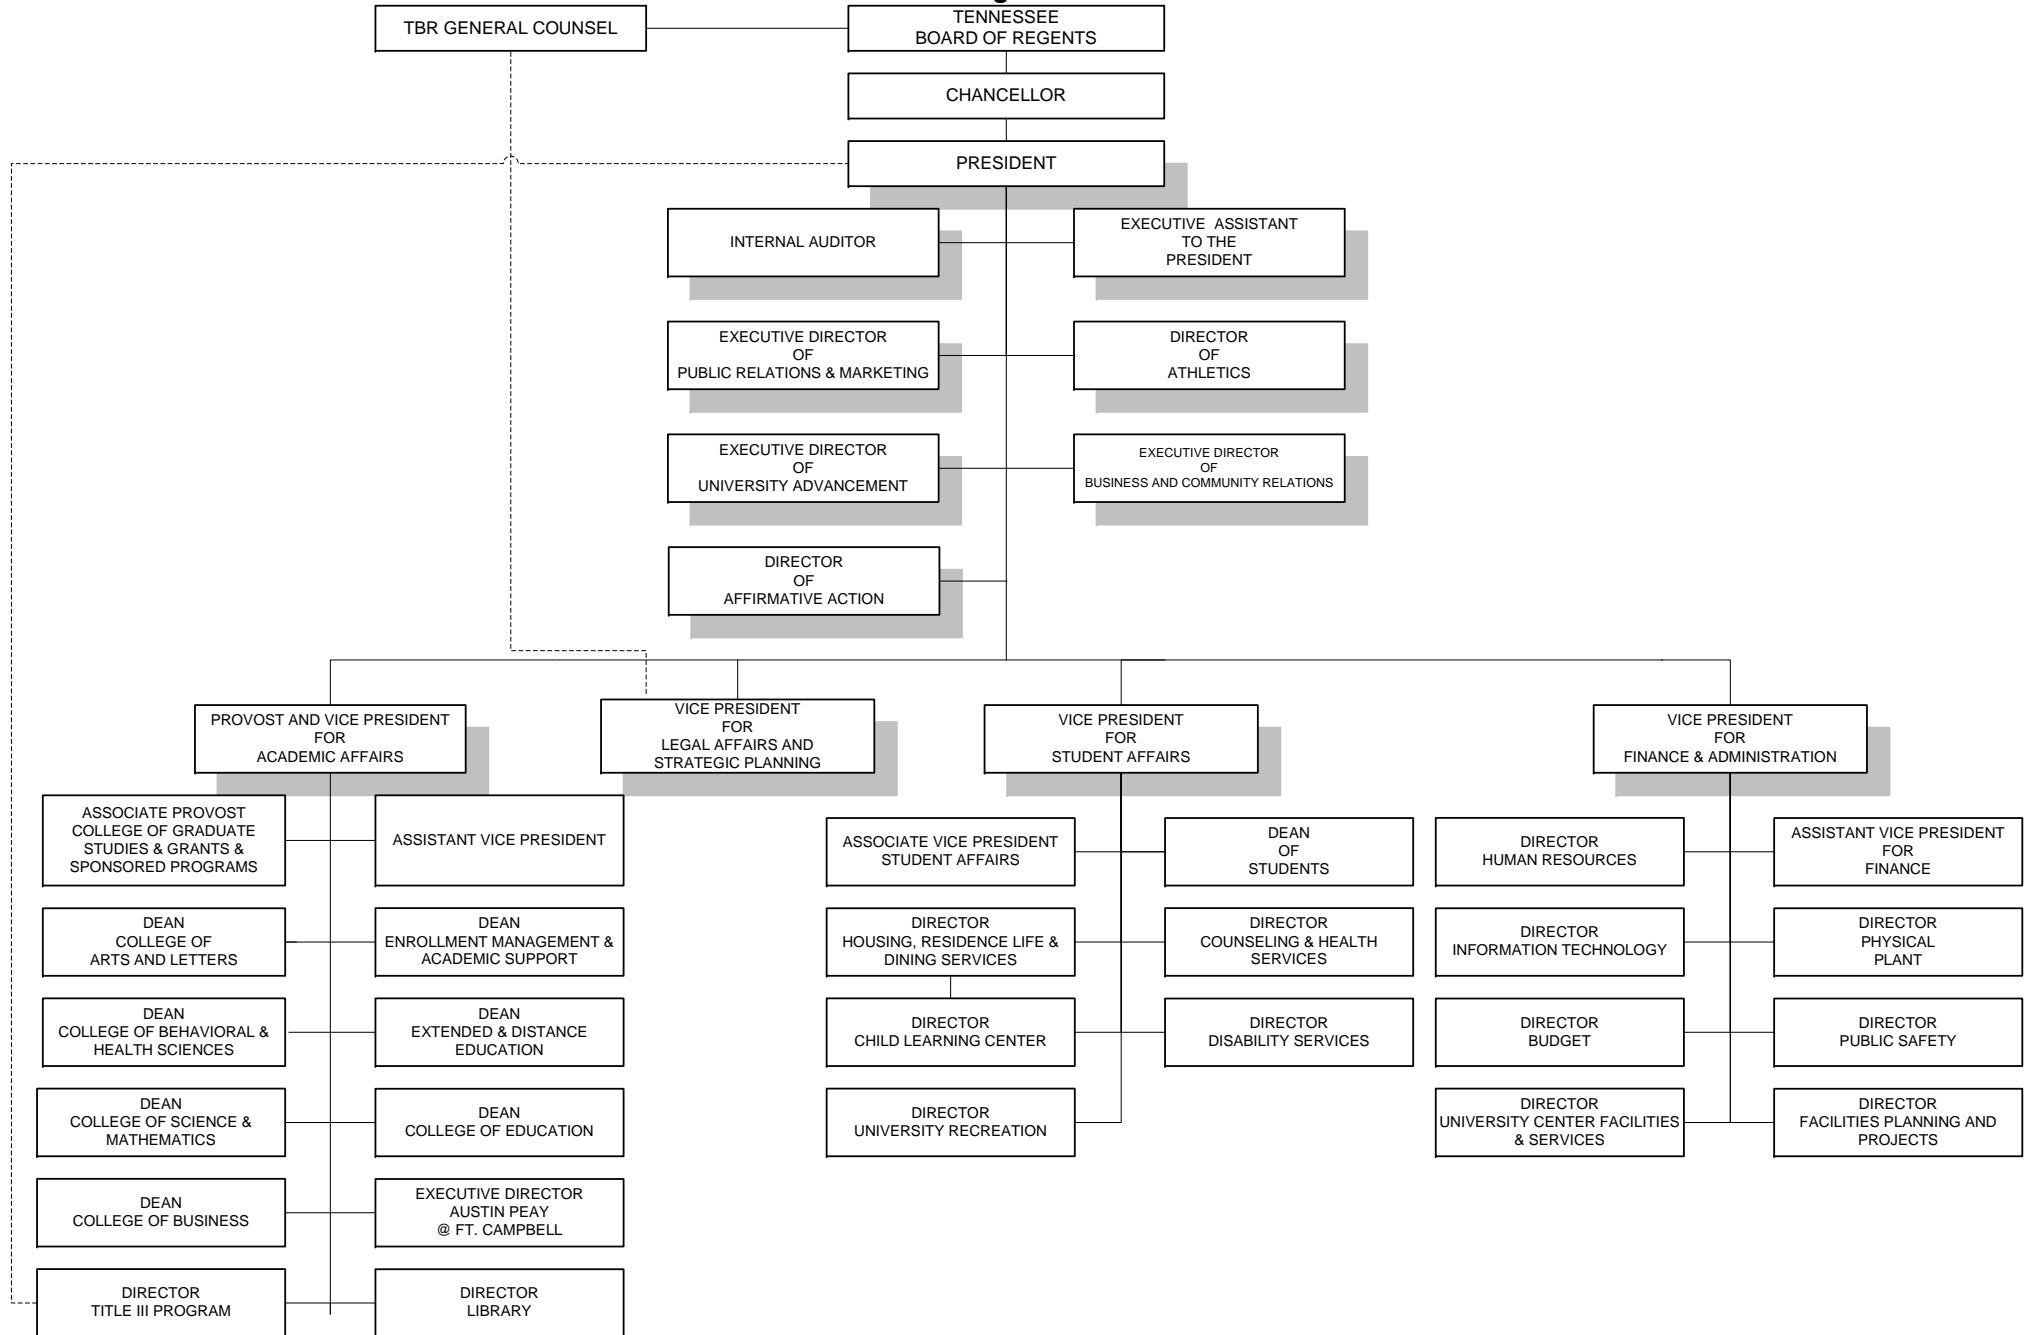 TBR GENERAL COUNSEL
TENNESSEE
BOARD OF REGENTS
CHANCELLOR
PRESIDENT
INTERNAL AUDITOR
EXECUTIVE ASSISTANT
TO THE
PRESIDENT
EXECUTIVE DIRECTOR
OF
PUBLIC RELATIONS & MARKETING
DIRECTOR
OF
ATHLETICS
EXECUTIVE DIRECTOR
OF
UNIVERSITY ADVANCEMENT
EXECUTIVE DIRECTOR
OF
BUSINESS AND COMMUNITY RELATIONS
DIRECTOR
OF
AFFIRMATIVE ACTION
PROVOST AND VICE PRESIDENT
FOR
ACADEMIC AFFAIRS
VICE PRESIDENT
FOR
LEGAL AFFAIRS AND
STRATEGIC PLANNING
VICE PRESIDENT
FOR
STUDENT AFFAIRS
VICE PRESIDENT
FOR
FINANCE & ADMINISTRATION
ASSOCIATE PROVOST
COLLEGE OF GRADUATE
STUDIES & GRANTS &
SPONSORED PROGRAMS
ASSISTANT VICE PRESIDENT
ASSOCIATE VICE PRESIDENT
STUDENT AFFAIRS
DEAN
OF
STUDENTS
DIRECTOR
HUMAN RESOURCES
ASSISTANT VICE PRESIDENT
FOR
FINANCE
DEAN
COLLEGE OF
ARTS AND LETTERS
DEAN
ENROLLMENT MANAGEMENT &
ACADEMIC SUPPORT
DIRECTOR
HOUSING, RESIDENCE LIFE &
DINING SERVICES
DIRECTOR
COUNSELING & HEALTH
SERVICES
DIRECTOR
INFORMATION TECHNOLOGY
DIRECTOR
PHYSICAL
PLANT
DEAN
COLLEGE OF BEHAVIORAL &
HEALTH SCIENCES
DEAN
EXTENDED & DISTANCE
EDUCATION
DIRECTOR
CHILD LEARNING CENTER
DIRECTOR
DISABILITY SERVICES
DIRECTOR
BUDGET
DIRECTOR
PUBLIC SAFETY
DEAN
COLLEGE OF SCIENCE &
MATHEMATICS
DEAN
COLLEGE OF EDUCATION
DIRECTOR
UNIVERSITY RECREATION
DIRECTOR
UNIVERSITY CENTER FACILITIES
& SERVICES
DIRECTOR
FACILITIES PLANNING AND
PROJECTS
DEAN
COLLEGE OF BUSINESS
EXECUTIVE DIRECTOR
AUSTIN PEAY
@ FT. CAMPBELL
DIRECTOR
TITLE III PROGRAM
DIRECTOR
LIBRARY